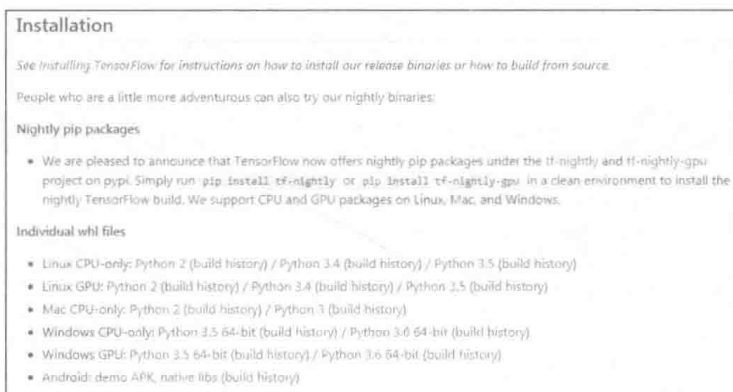 Installation
See Installing TensorFlow for instructions on how to install our release binaries or how to build from source.
People who are a little more adventurous can also try our nightly binaries:
Nightly pip packages
• We are pleased to announce that TensorFlow now offers nightly pip packages under the tf-nightly and tf-nightly-gpu
project on pypi. Simply run pip install tf-nightly or pip install tf-nightly-gpu in a clean environment to install the
nightly TensorFlow build. We support CPU and GPU packages on Linux, Mac, and Windows.
Individual whl files
• Linux CPU-only: Python 2 (build history) / Python 3.4 (build history) / Python 3.5 (build history)
• Linux GPU: Python 2 (build history) / Python 3.4 (build history) / Python 3.5 (build history)
• Mac CPU-only: Python 2 (build history) / Python 3 (build history)
• Windows CPU-only: Python 3.5 64-bit (build history) / Python 3.6 64-bit (build history)
• Windows GPU: Python 3.5 64-bit (build history) / Python 3.6 64-bit (build history)
• Android: demo APK, native libs (build history)